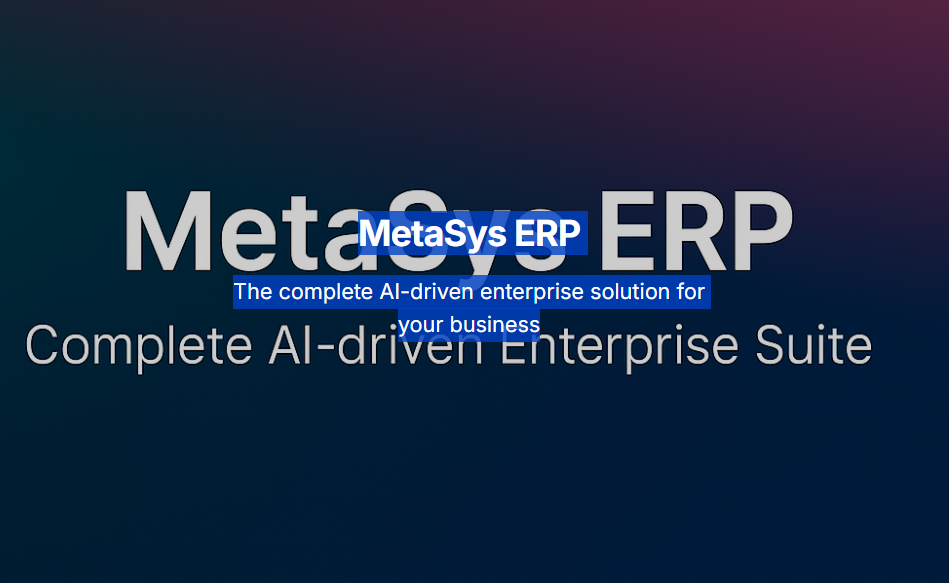 MetaSys ERP
MetaSys ERP
The complete AI-driven enterprise solution for
your business
Complete AI-driven Enterprise Suite